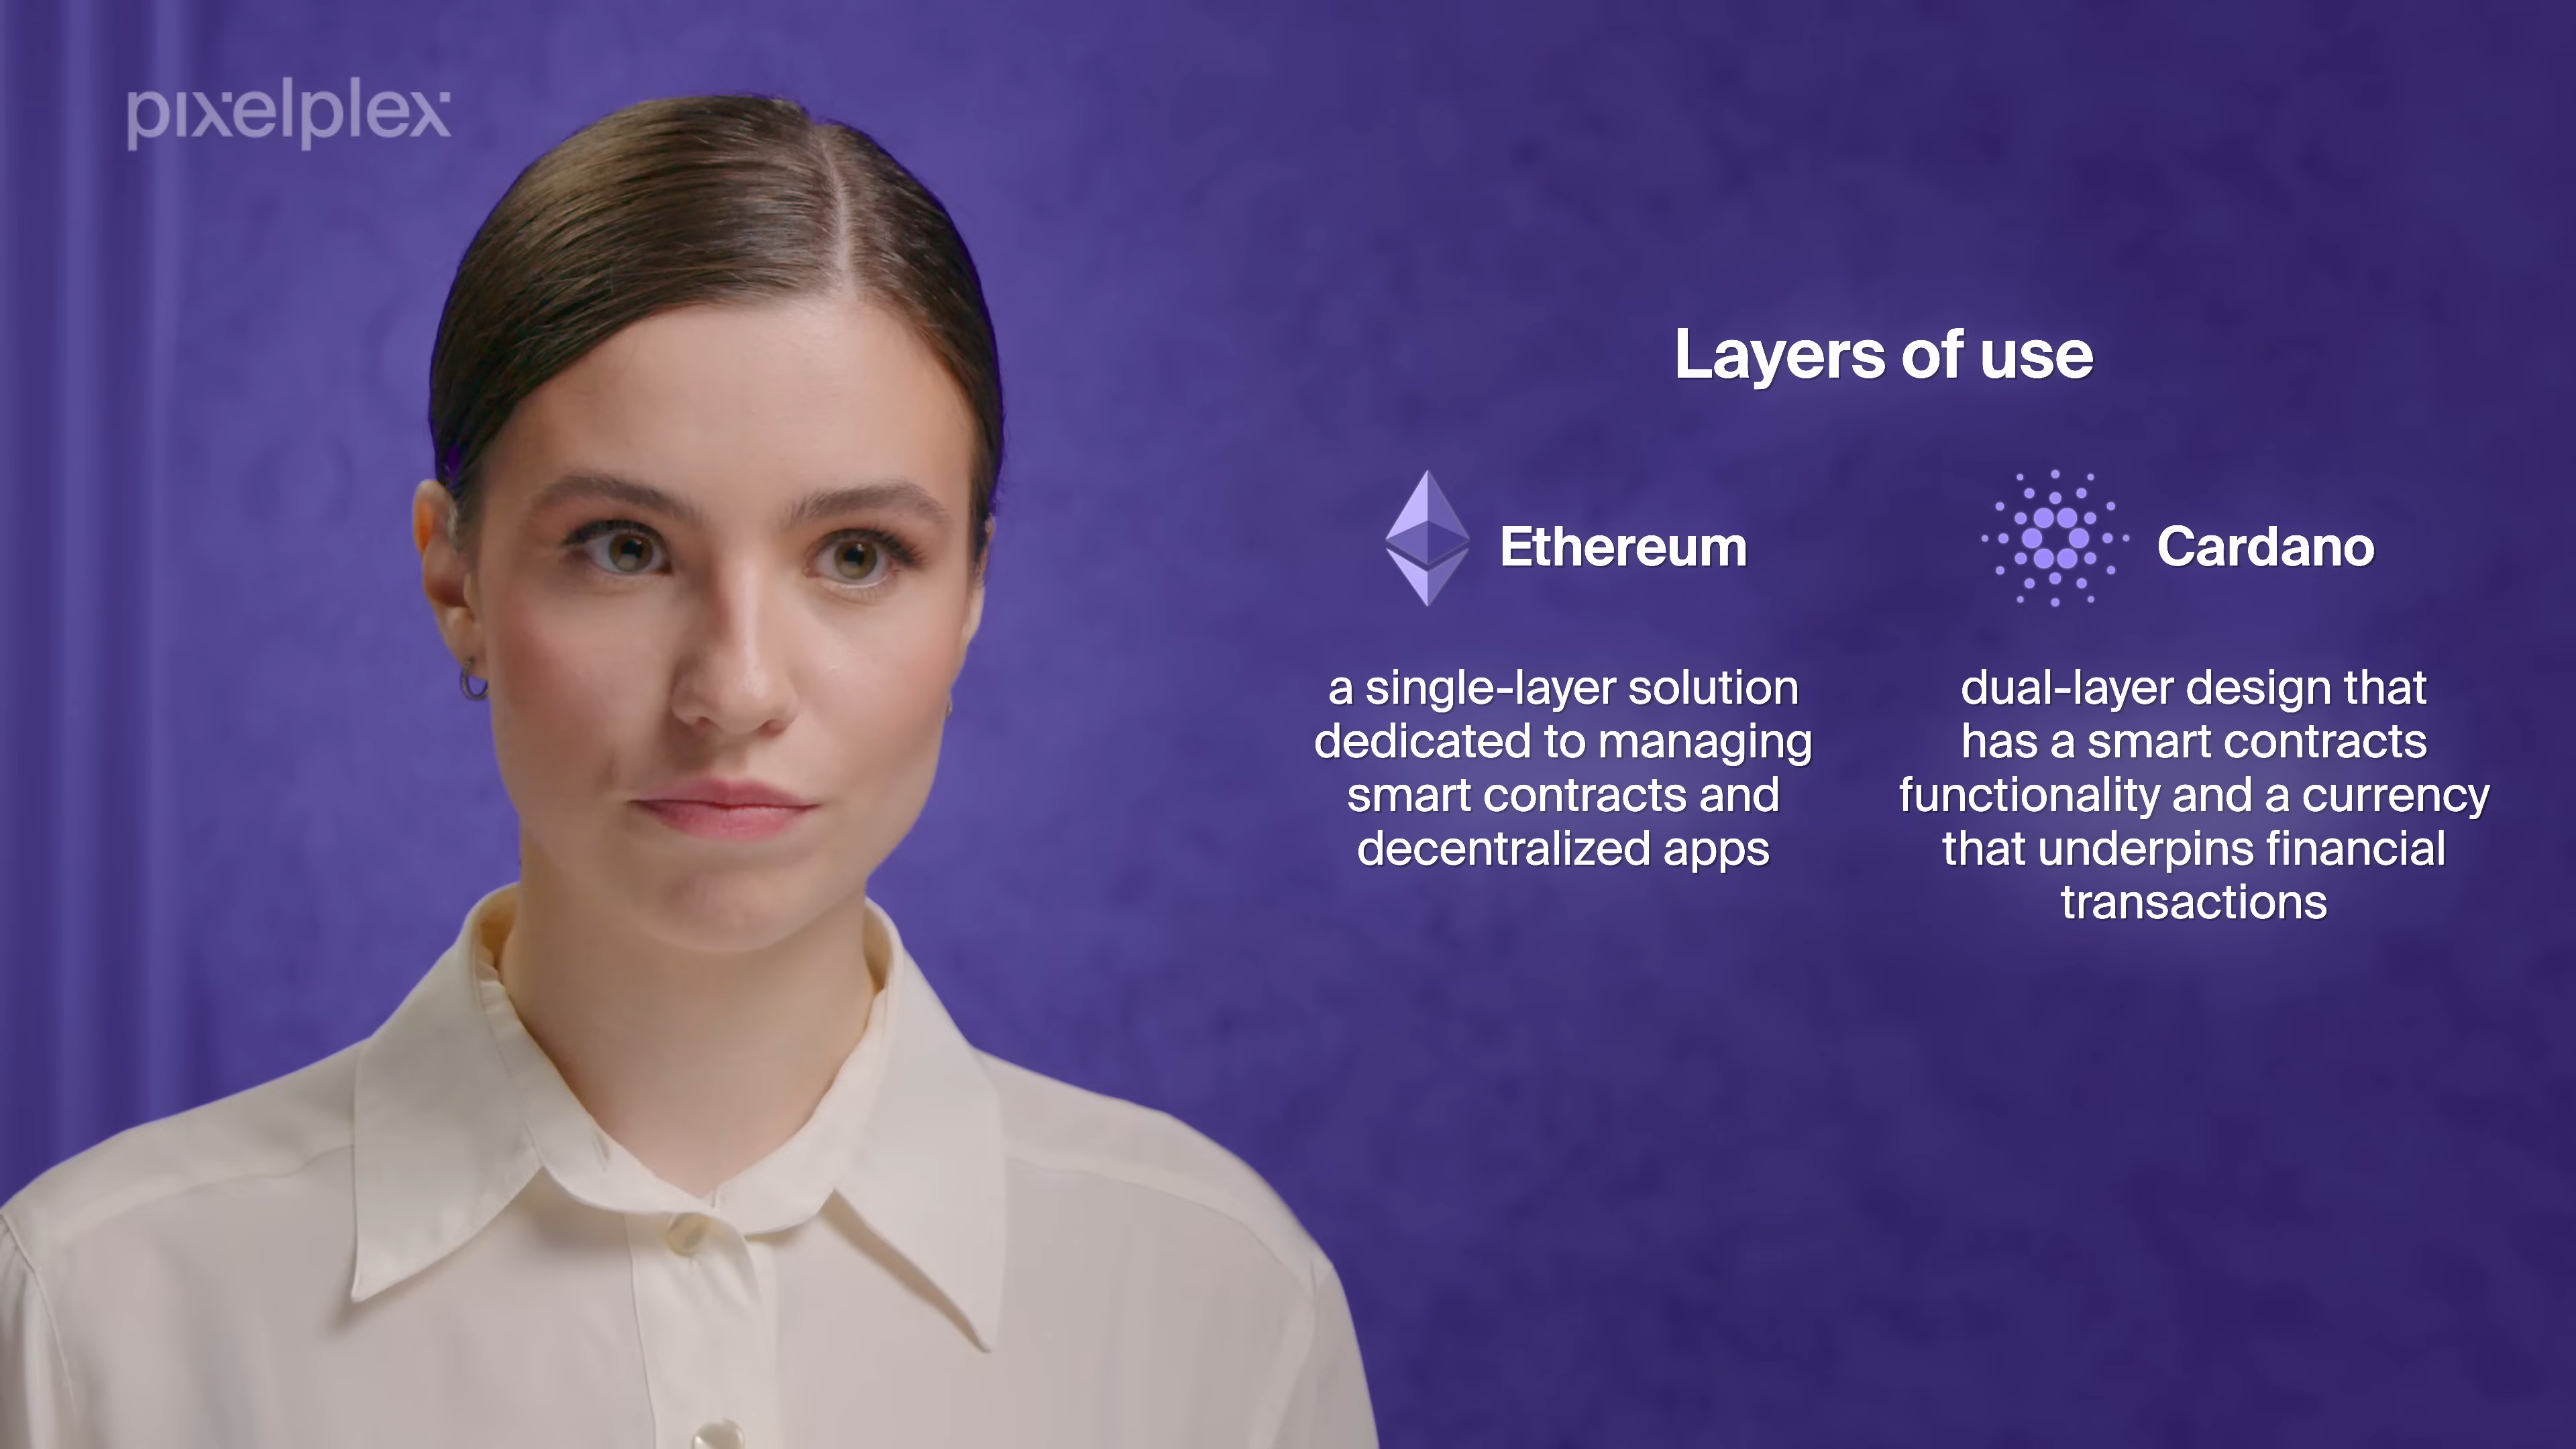 pixelplex
Layers of use
Ethereum
a single-layer solution
dedicated to managing
smart contracts and
decentralized apps
Cardano
dual-layer design that
has a smart contracts
functionality and a currency
that underpins financial
transactions